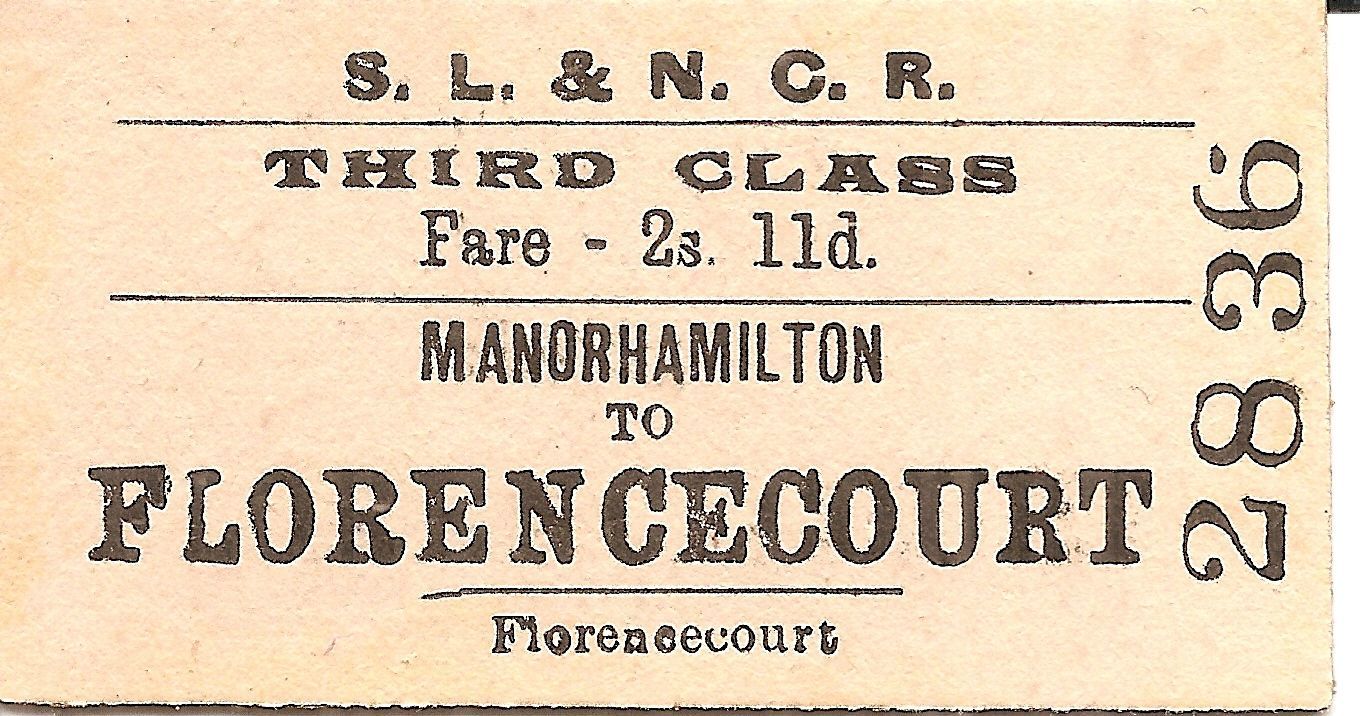 S. L. & N. C. R.
THIRD CLASS
Fare - 2s. 11d.
MANORHAMILTON
TO
FLORENCECOURT
Florencecourt
2836